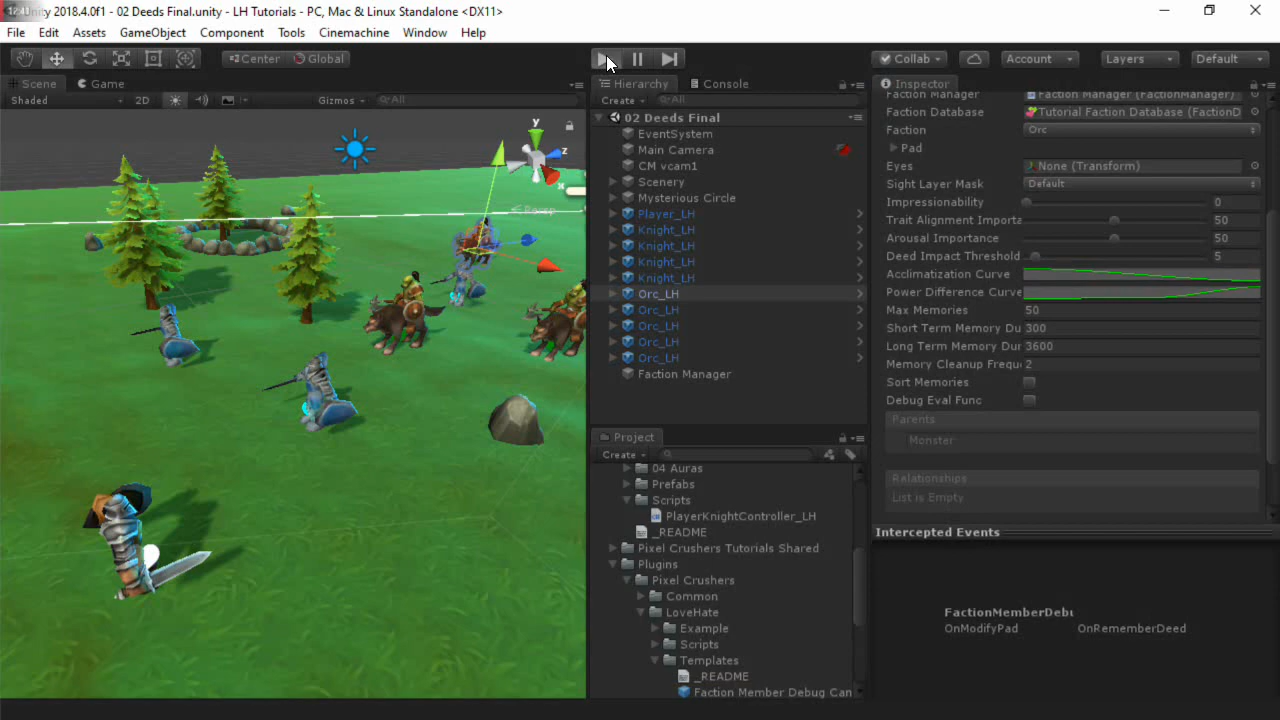 12:41 Unity 2018.4.0f1 - 02 Deeds Final.unity - LH Tutorials - PC, Mac & Linux Standalone <DX11>
File Edit Assets GameObject Component Tools Cinemachine Window Help
Center Global Collab Account Layers Default
Scene Game Hierarchy Console Inspector
Shaded 2D Gizmos All Create All
Faction Manager Faction Manager (FactionManager)
Faction Database Tutorial Faction Database (FactionD
Faction Orc
Pad
Eyes None (Transform)
Sight Layer Mask Default
Impressionability 0
Trait Alignment Importa 50
Arousal Importance 50
Deed Impact Threshold 5
Acclimatization Curve
Power Difference Curve
Max Memories 50
Short Term Memory Du 300
Long Term Memory Dur 3600
Memory Cleanup Freque 2
Sort Memories
Debug Eval Func
Parents
Monster
Relationships
List is Empty
02 Deeds Final
EventSystem
Main Camera
CM vcam1
Scenery
Mysterious Circle
Player_LH
Knight_LH
Knight_LH
Knight_LH
Knight_LH
Orc_LH
Orc_LH
Orc_LH
Orc_LH
Orc_LH
Faction Manager
y
z
x
Persp
Project
Create
04 Auras
Prefabs
Scripts
PlayerKnightController_LH
_README
Pixel Crushers Tutorials Shared
Plugins
Pixel Crushers
Common
LoveHate
Example
Scripts
Templates
_README
Faction Member Debug Can
Intercepted Events
FactionMemberDebu
OnModifyPad OnRememberDeed